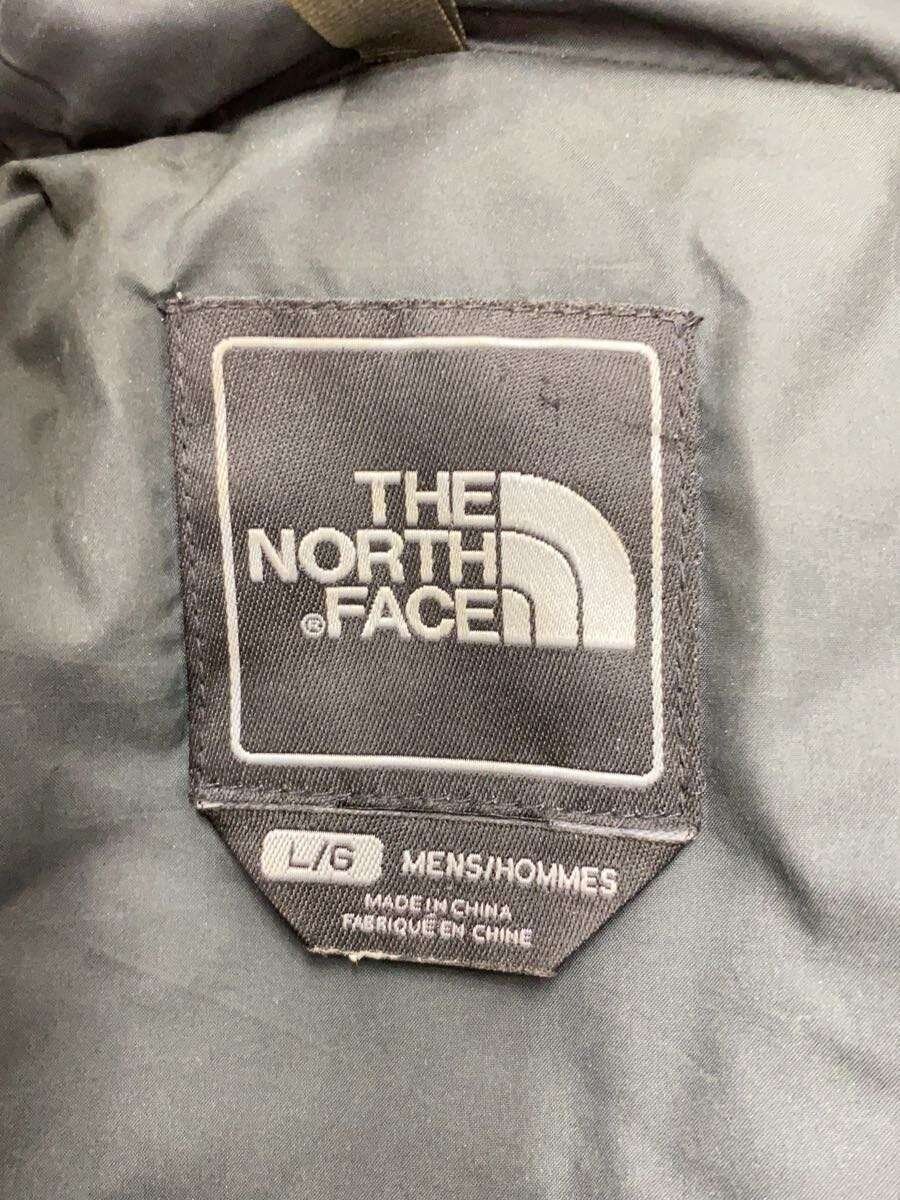 THE
NORTH
®FACE
L/G MENS/HOMMES
MADE IN CHINA
FABRIQUÉ EN CHINE